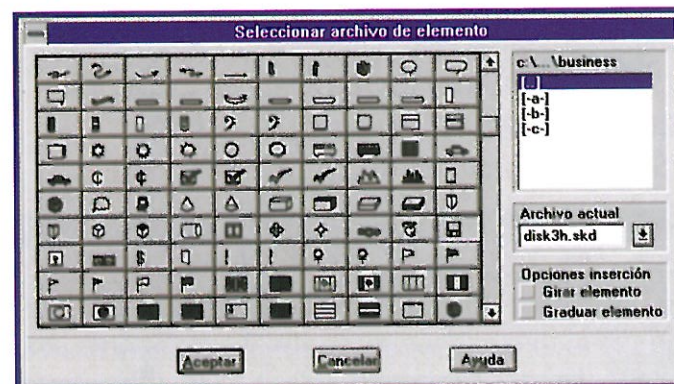 Seleccionar archivo de elemento
c:\...\business
[..]
[-a-]
[-b-]
[-c-]
Archivo actual
disk3h.skd
Opciones inserción
Girar elemento
Graduar elemento
Aceptar
Cancelar
Ayuda